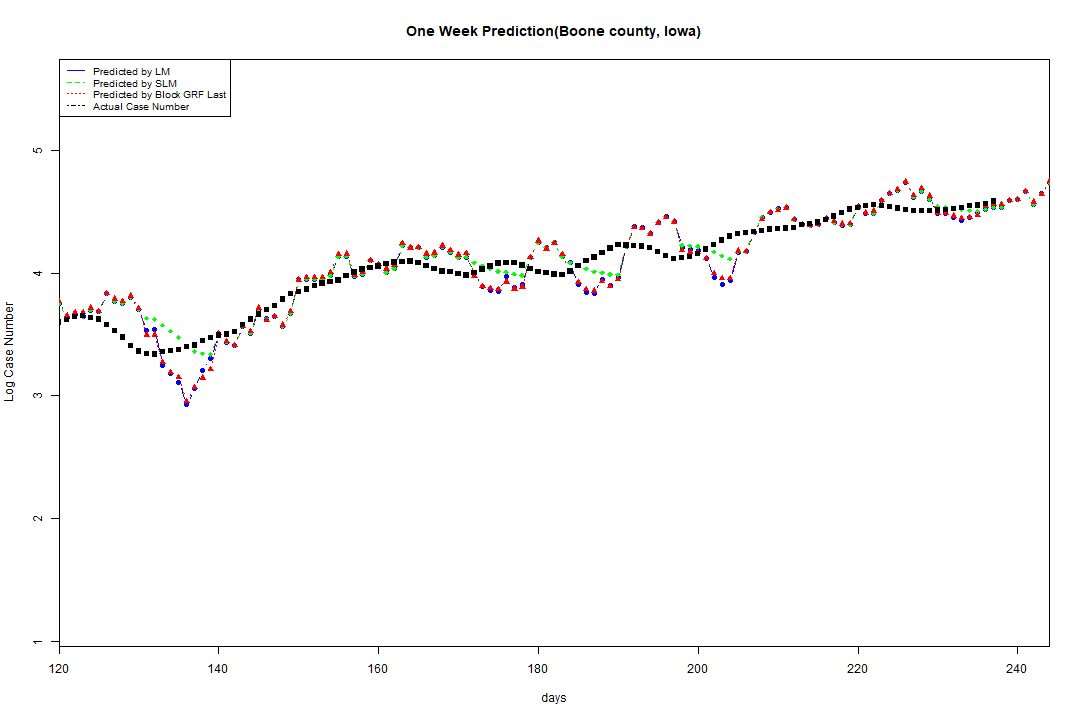 One Week Prediction(Boone county, Iowa)
Predicted by LM
Predicted by SLM
Predicted by Block GRF Last
Actual Case Number
5
4
3
2
1
Log Case Number
120 140 160 180 200 220 240
days